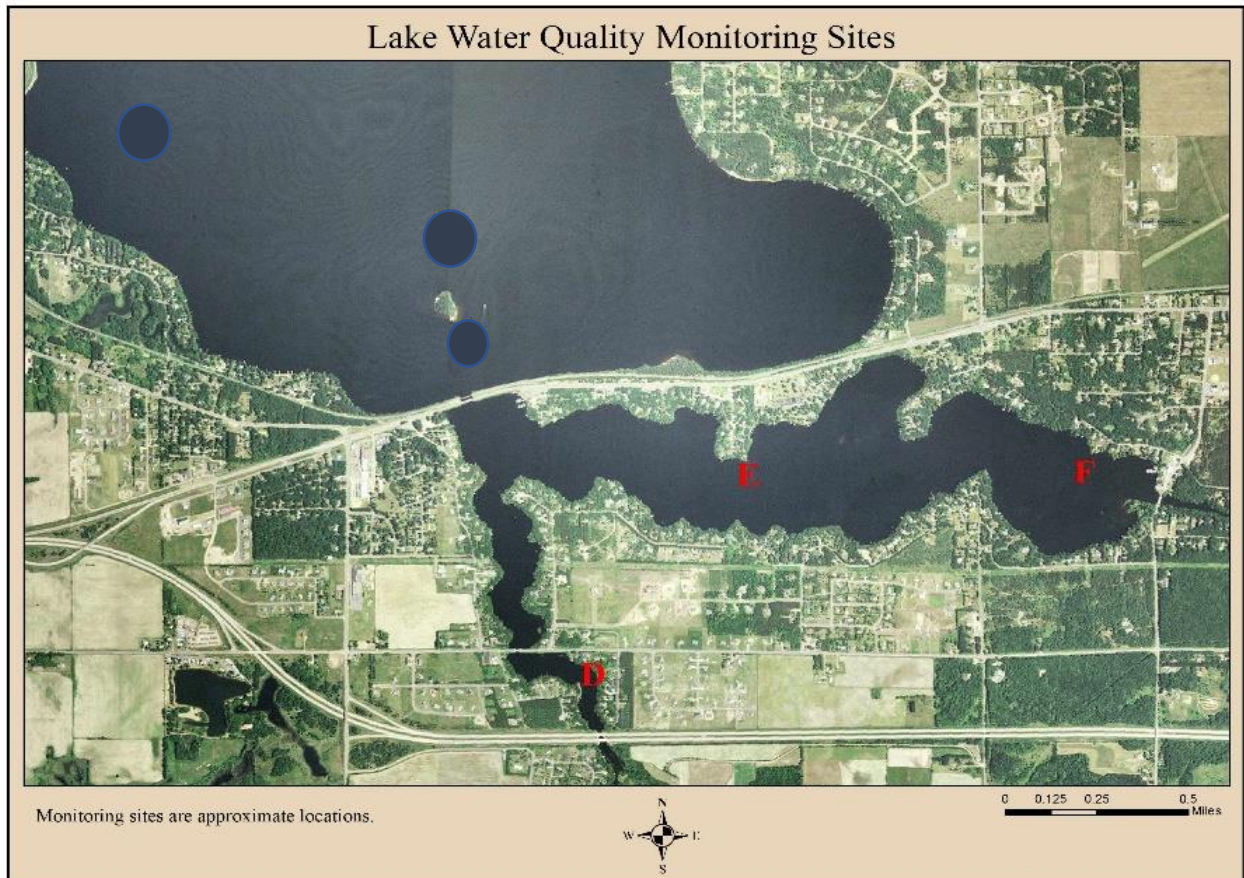 Lake Water Quality Monitoring Sites
E
F
D
Monitoring sites are approximate locations.
N
W E
S
0 0.125 0.25 0.5
Miles